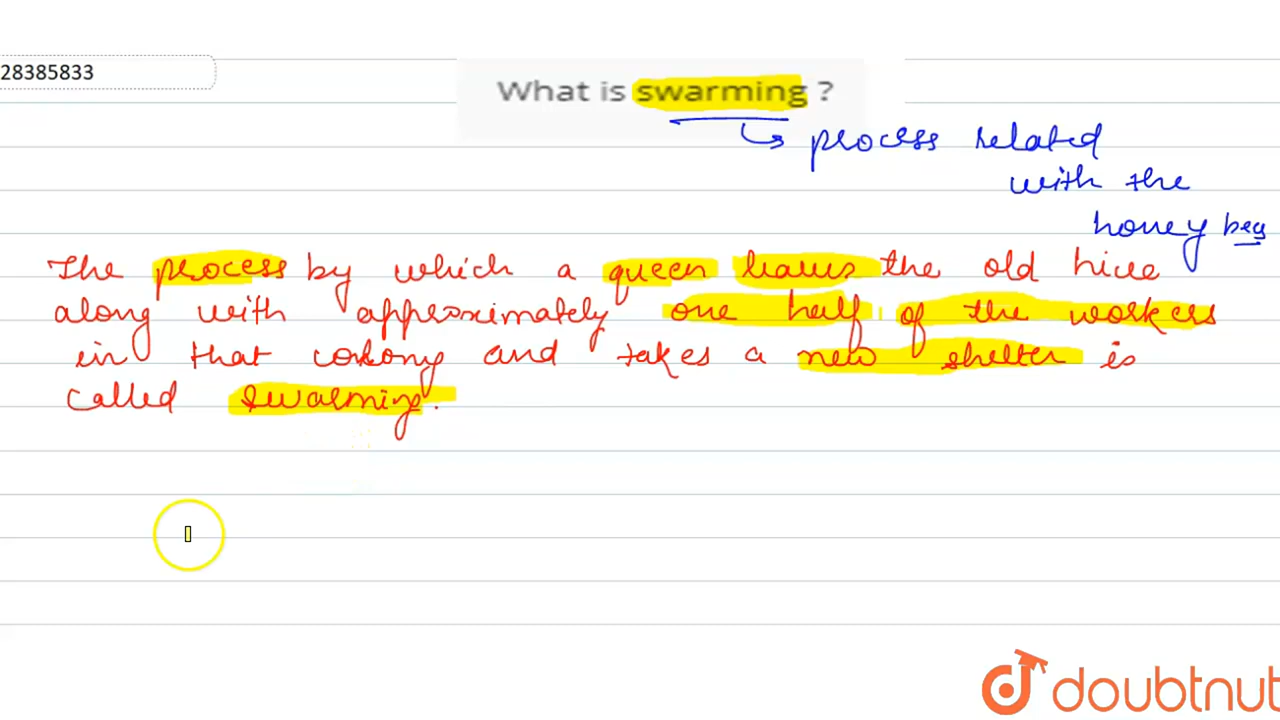 28385833
What is swarming ?
process related
with the
honey bees
The process by which a queen leaves the old hive
along with approximately one half of the workers
in that colony and takes a new shelter is
called swarming.
doubtnut